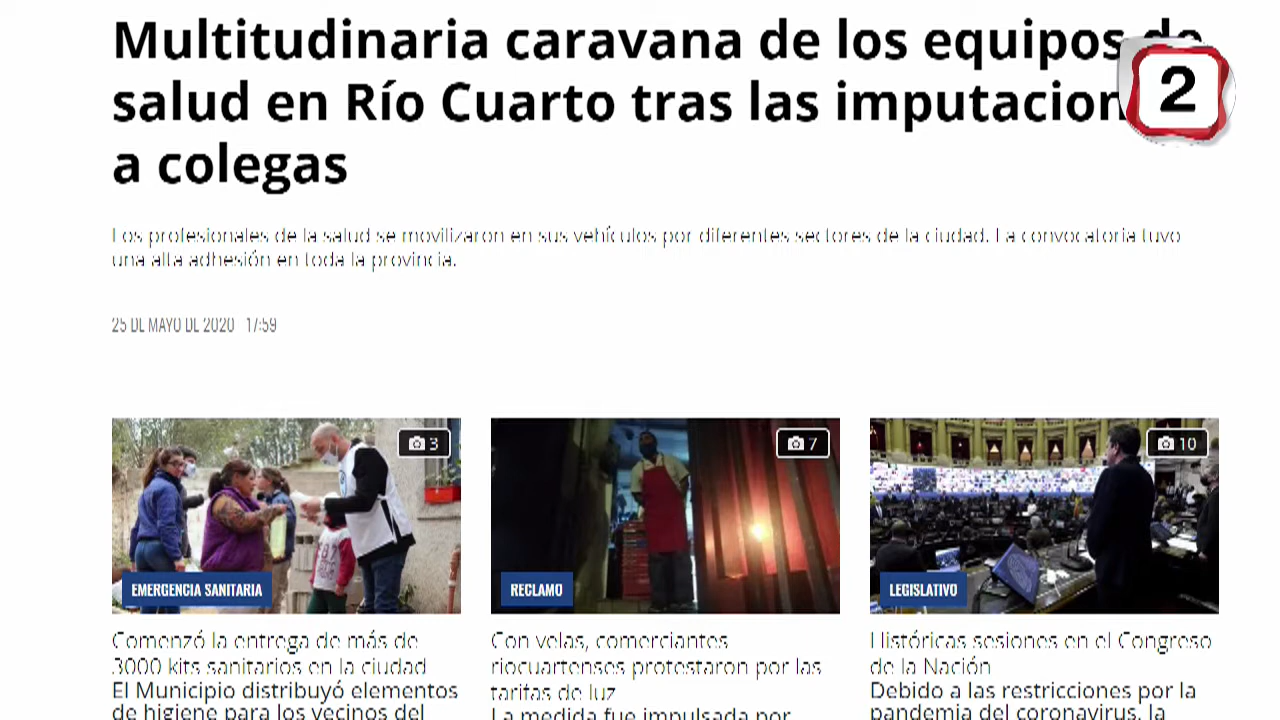 Multitudinaria caravana de los equipos de
salud en Río Cuarto tras las
a colegas
2
Los profesionales de la salud se movilizaron en sus vehículos por diferentes sectores de la ciudad. La convocatoria tuvo
una alta adhesión en toda la provincia.
25 DE MAYO DE 2020 17:59
3
7
10
EMERGENCIA SANITARIA
RECLAMO
LEGISLATIVO
Comenzó la entrega de más de
3000 kits sanitarios en la ciudad
El Municipio distribuyó elementos
de higiene para los vecinos del
Con velas, comerciantes
riocuartenses protestaron por las
tarifas de luz
La medida fue impulsada por
Históricas sesiones en el Congreso
de la Nación
Debido a las restricciones por la
pandemia del coronavirus, la